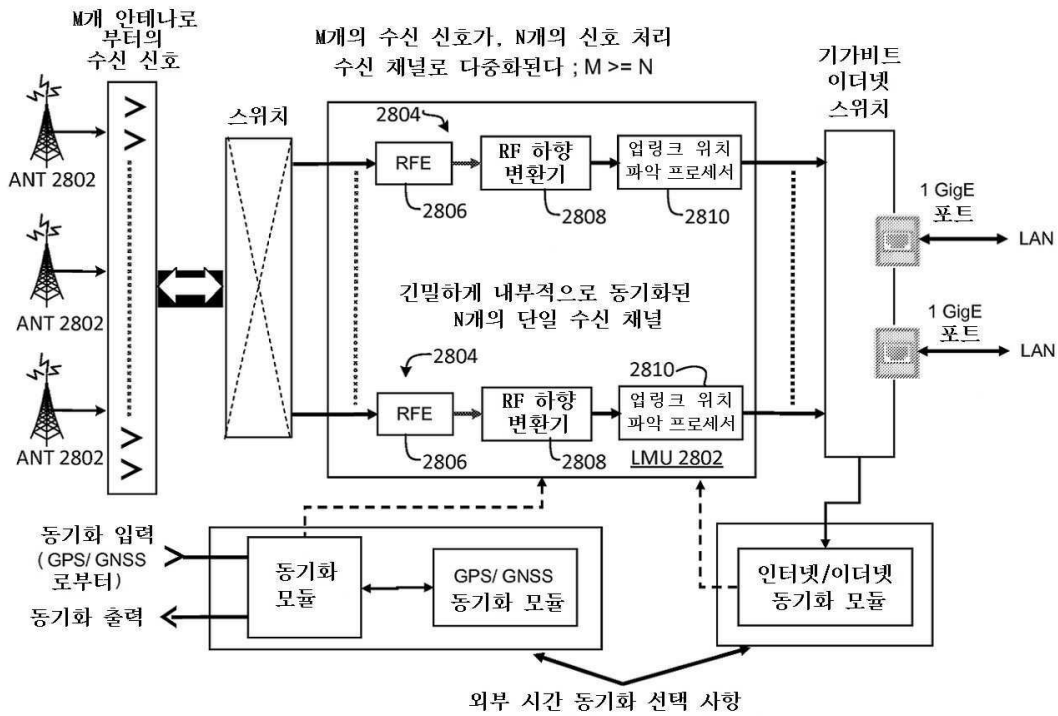 M개 안테나로
부터의
수신 신호
M개의 수신 신호가, N개의 신호 처리
수신 채널로 다중화된다 ; M >= N
기가비트
이더넷
스위치
스위치
2804
RFE
RF 하향
변환기
업링크 위치
파악 프로세서
2806
2808
2810
ANT 2802
1 GigE
포트
LAN
ANT 2802
긴밀하게 내부적으로 동기화된
N개의 단일 수신 채널
1 GigE
포트
LAN
2804
2810
RFE
RF 하향
변환기
업링크 위치
파악 프로세서
ANT 2802
2806
2808
LMU 2802
동기화 입력
( GPS/ GNSS
로부터)
동기화 출력
동기화
모듈
GPS/ GNSS
동기화 모듈
인터넷/이더넷
동기화 모듈
외부 시간 동기화 선택 사항